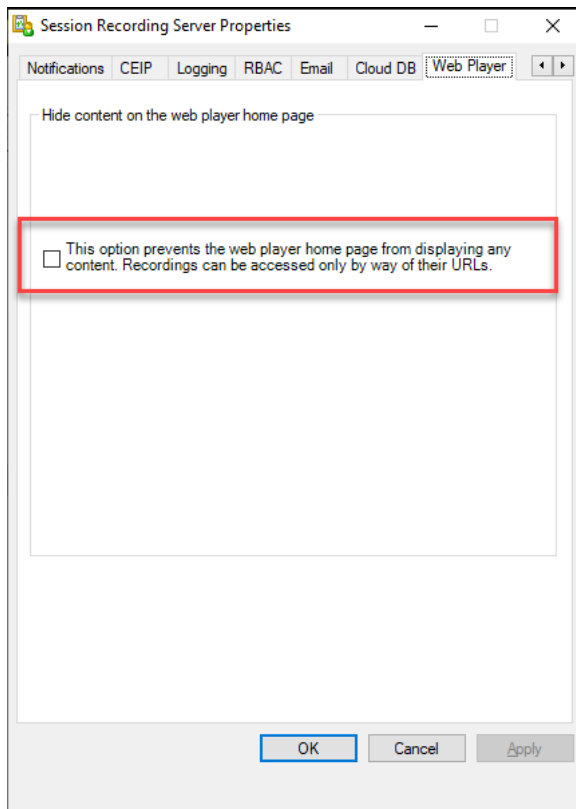 Session Recording Server Properties
Notifications CEIP Logging RBAC Email Cloud DB Web Player
Hide content on the web player home page
This option prevents the web player home page from displaying any
content. Recordings can be accessed only by way of their URLs.
OK Cancel Apply